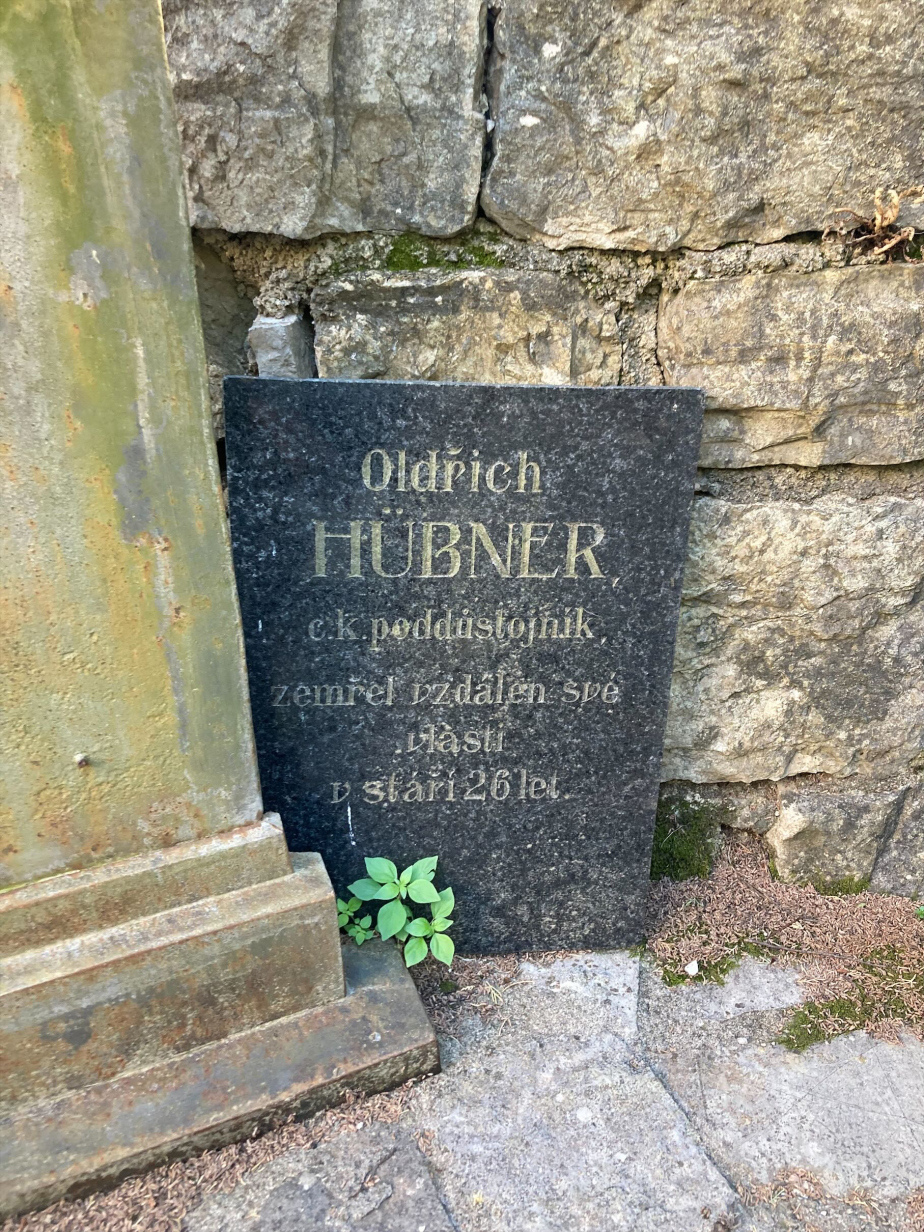 Oldřich
HÜBNER,
c.k. poddůstojník,
zemřel vzdálen své
vlasti
v stáří 26 let.